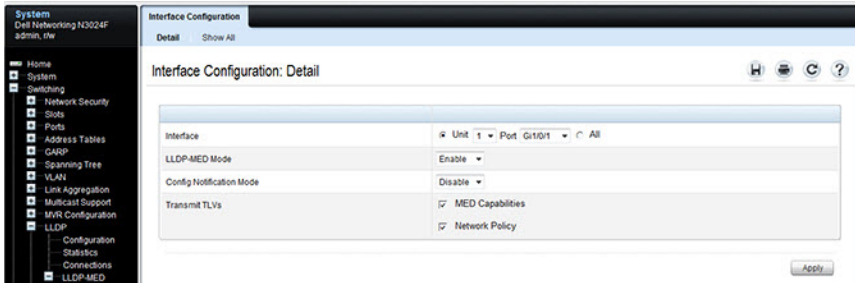 System
Dell Networking N3024F
admin, r/w
Home
System
Switching
Network Security
Slots
Ports
Address Tables
GARP
Spanning Tree
VLAN
Link Aggregation
Multicast Support
MVR Configuration
LLDP
Configuration
Statistics
Connections
LLDP-MED
Interface Configuration
Detail Show All
Interface Configuration: Detail
Interface Unit 1 Port Gi1/0/1 All
LLDP-MED Mode Enable
Config Notification Mode Disable
Transmit TLVs MED Capabilities
Network Policy
Apply